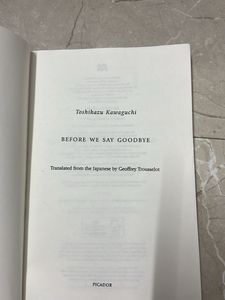 Toshikazu Kawaguchi
BEFORE WE SAY GOODBYE
Translated from the Japanese by Geoffrey Trousselot
PICADOR